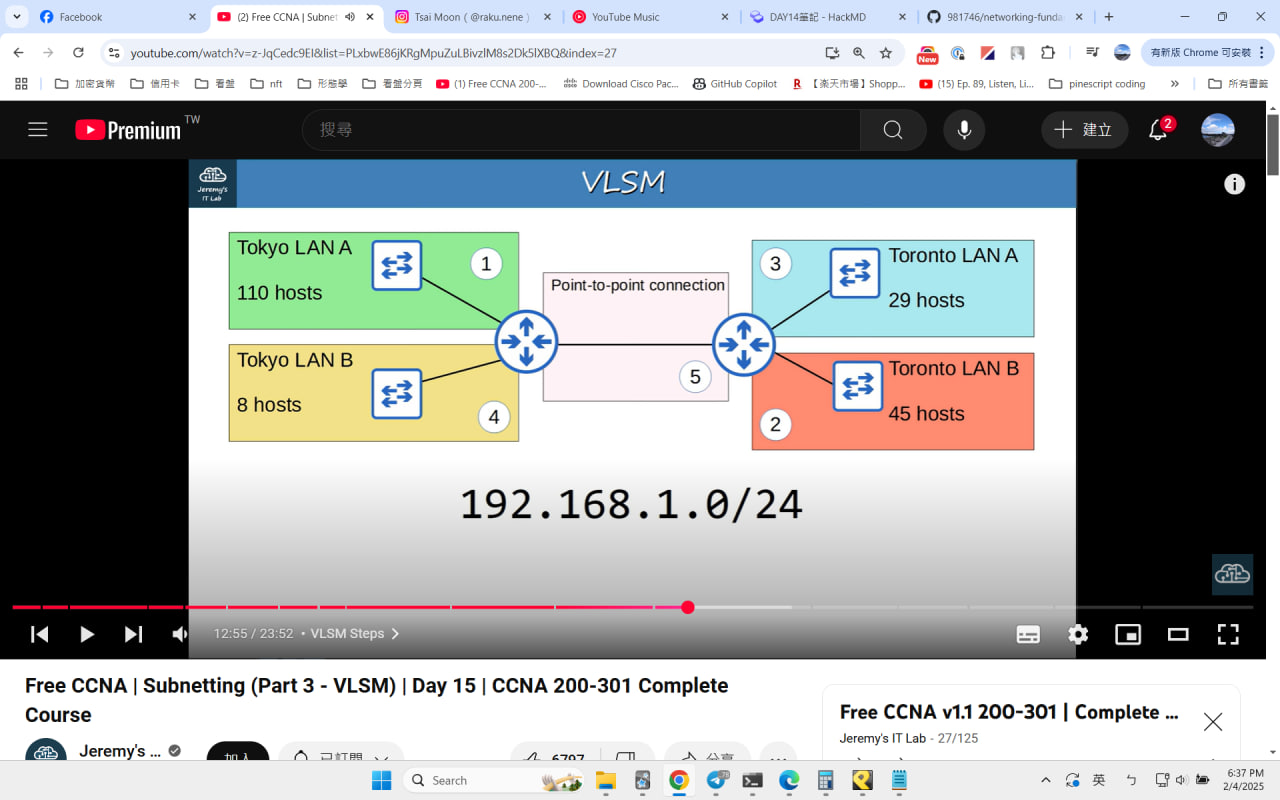 Facebook
(2) Free CCNA | Subnet
Tsai Moon ( @raku.nene )
YouTube Music
DAY14筆記 - HackMD
981746/networking-funda
youtube.com/watch?v=z-JqCedc9EI&list=PLxbwE86jKRgMpuZuLBivzIM8s2Dk5lXBQ&index=27
New
有新版 Chrome 可安裝
加密貨幣
信用卡
看盤
nft
形態學
看盤分頁
(1) Free CCNA 200-...
Download Cisco Pac...
GitHub Copilot
【楽天市場】Shopp...
(15) Ep. 89, Listen, Li...
pinescript coding
所有書籤
Premium TW
搜尋
建立
2
Jeremy's
IT Lab
VLSM
Tokyo LAN A
1
110 hosts
Point-to-point connection
3
Toronto LAN A
29 hosts
Tokyo LAN B
8 hosts
4
5
Toronto LAN B
45 hosts
2
192.168.1.0/24
12:55 / 23:52 • VLSM Steps
Free CCNA | Subnetting (Part 3 - VLSM) | Day 15 | CCNA 200-301 Complete
Course
Free CCNA v1.1 200-301 | Complete ...
Jeremy's IT Lab - 27/125
Jeremy's ...
加入
已訂閱
6797
分享
Search
英
6:37 PM
2/4/2025